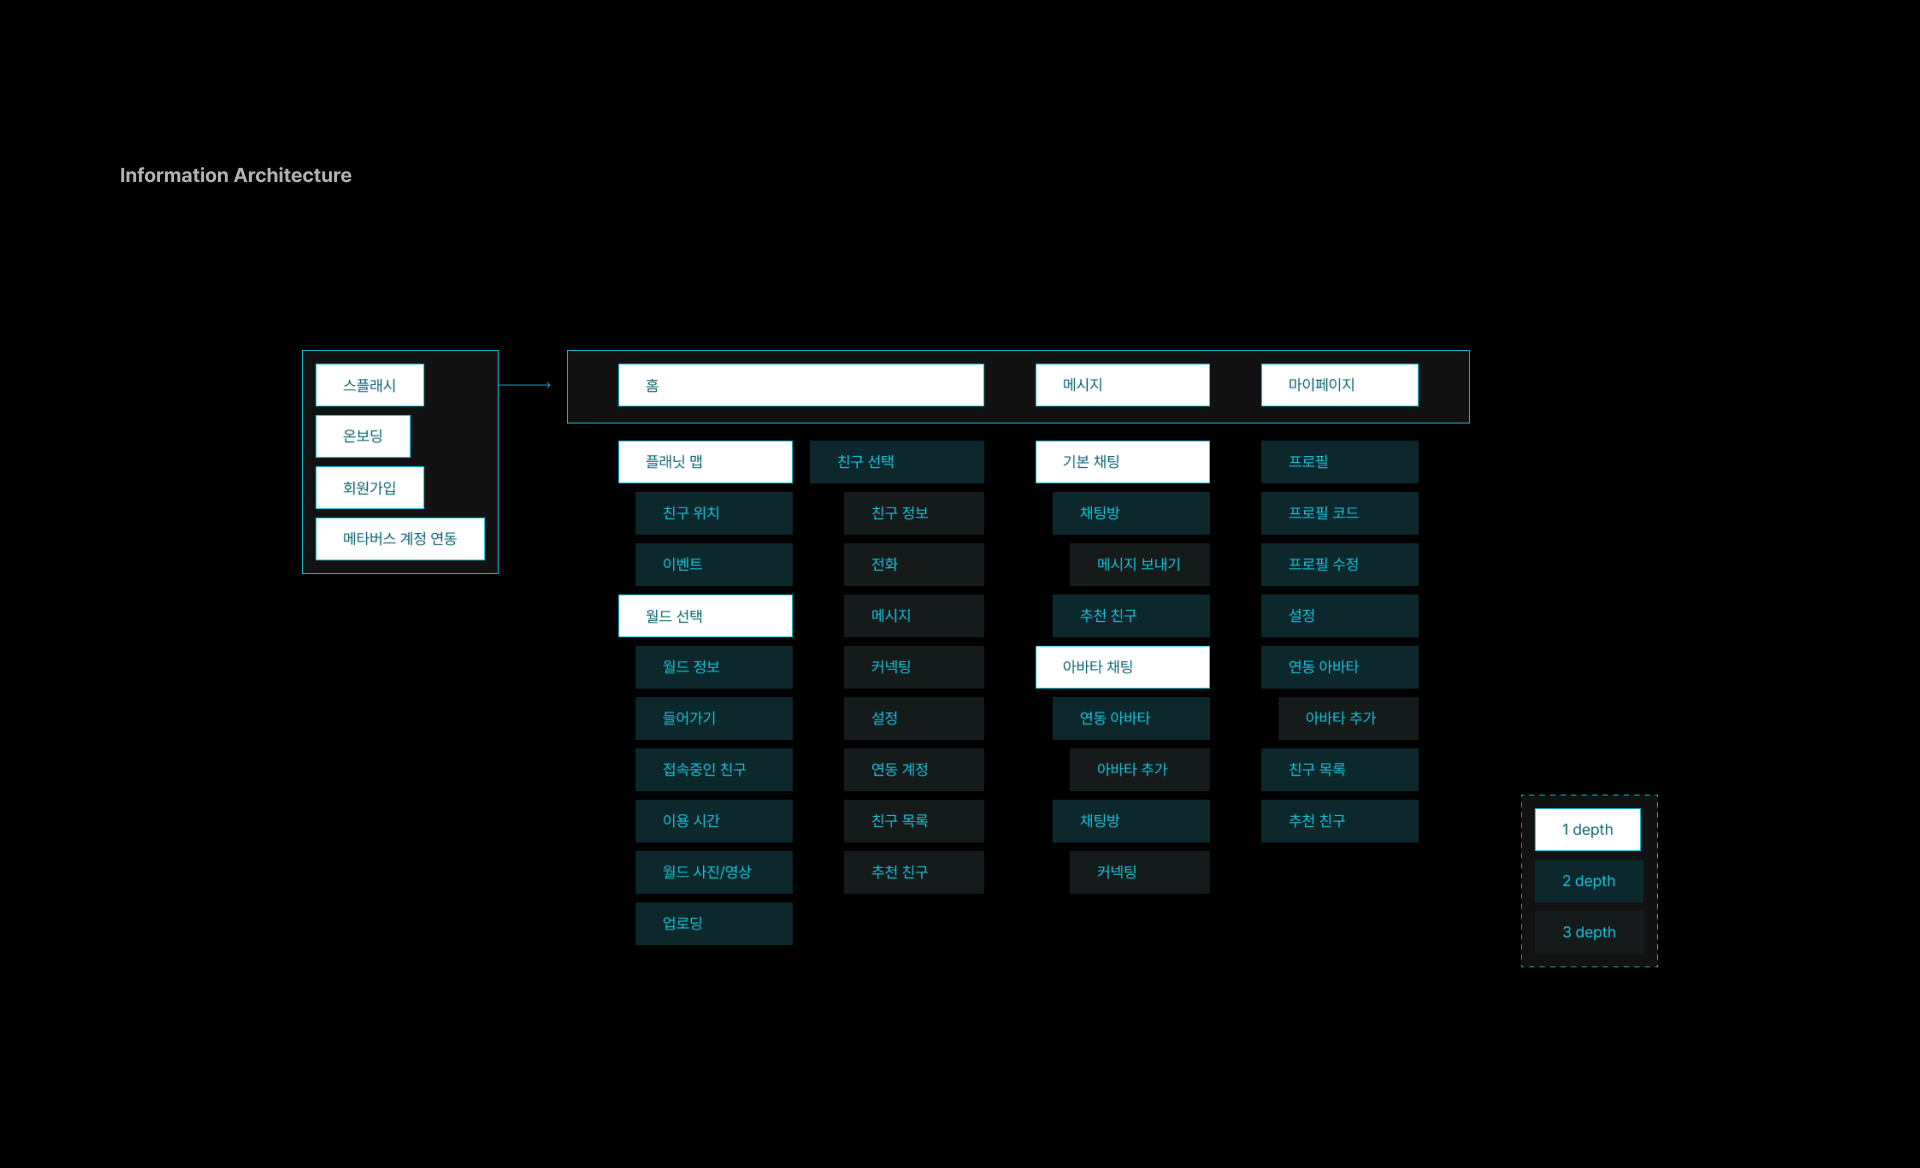 Information Architecture
스플래시
온보딩
회원가입
메타버스 계정 연동
홈
메시지
마이페이지
플래닛 맵
친구 위치
이벤트
월드 선택
월드 정보
들어가기
접속중인 친구
이용 시간
월드 사진/영상
업로딩
친구 선택
친구 정보
전화
메시지
커넥팅
설정
연동 계정
친구 목록
추천 친구
기본 채팅
채팅방
메시지 보내기
추천 친구
아바타 채팅
연동 아바타
아바타 추가
채팅방
커넥팅
프로필
프로필 코드
프로필 수정
설정
연동 아바타
아바타 추가
친구 목록
추천 친구
1 depth
2 depth
3 depth